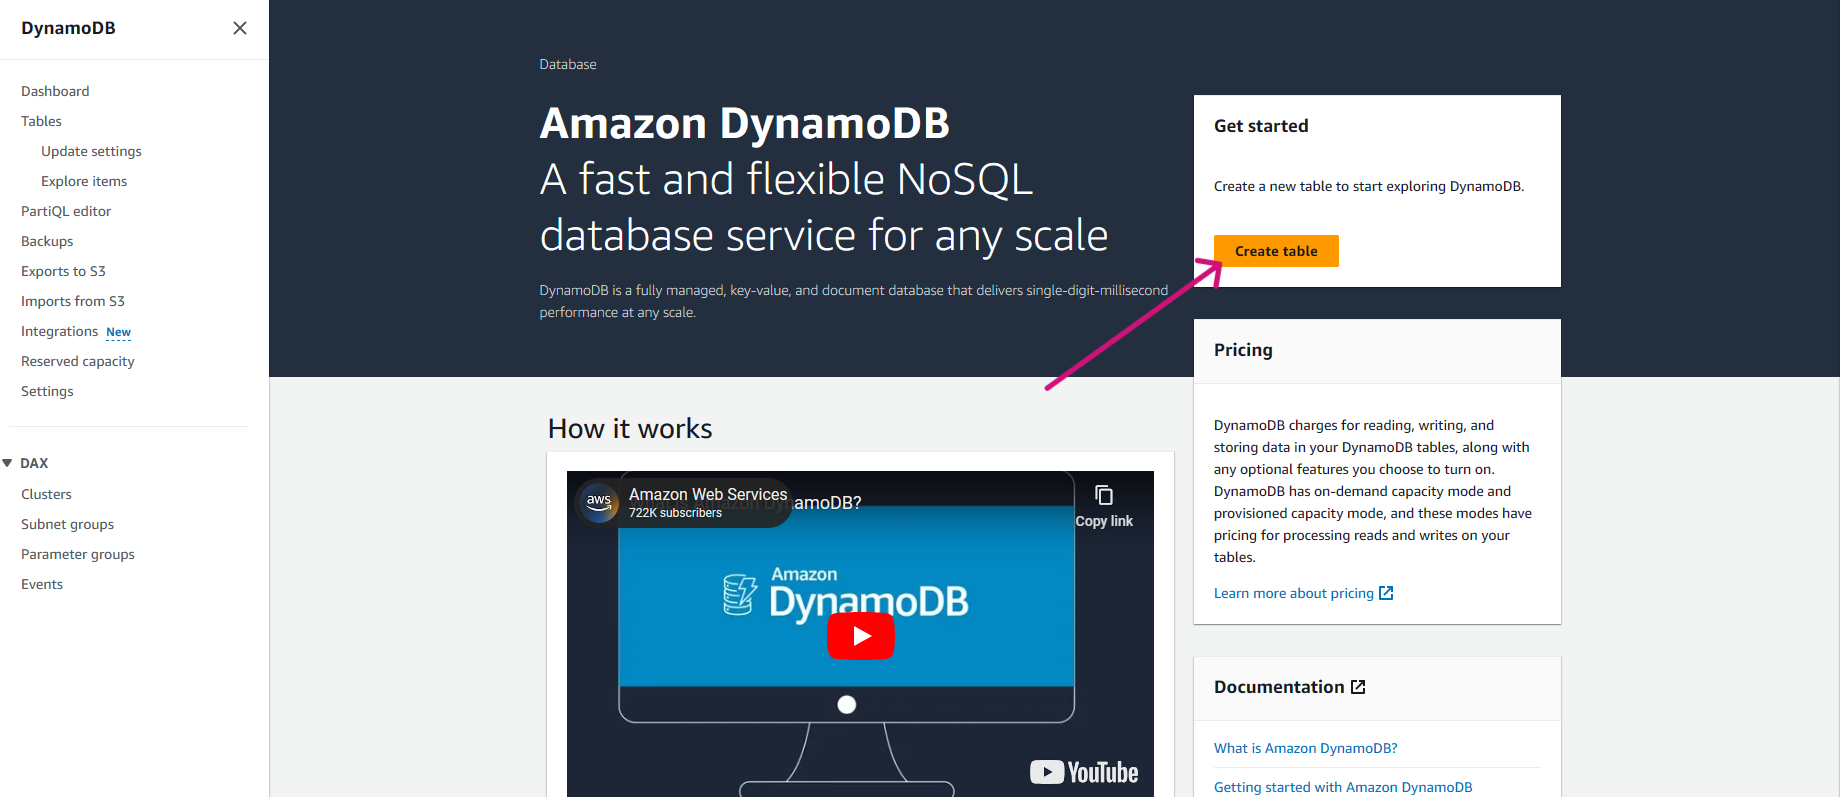 DynamoDB
Dashboard
Tables
Update settings
Explore items
PartiQL editor
Backups
Exports to S3
Imports from S3
Integrations New
Reserved capacity
Settings
DAX
Clusters
Subnet groups
Parameter groups
Events
Database
Amazon DynamoDB
A fast and flexible NoSQL
database service for any scale
DynamoDB is a fully managed, key-value, and document database that delivers single-digit-millisecond
performance at any scale.
Get started
Create a new table to start exploring DynamoDB.
Create table
How it works
aws
Amazon Web Services
722K subscribers
DynamoDB?
Copy link
Amazon
DynamoDB
YouTube
Pricing
DynamoDB charges for reading, writing, and
storing data in your DynamoDB tables, along with
any optional features you choose to turn on.
DynamoDB has on-demand capacity mode and
provisioned capacity mode, and these modes have
pricing for processing reads and writes on your
tables.
Learn more about pricing
Documentation
What is Amazon DynamoDB?
Getting started with Amazon DynamoDB